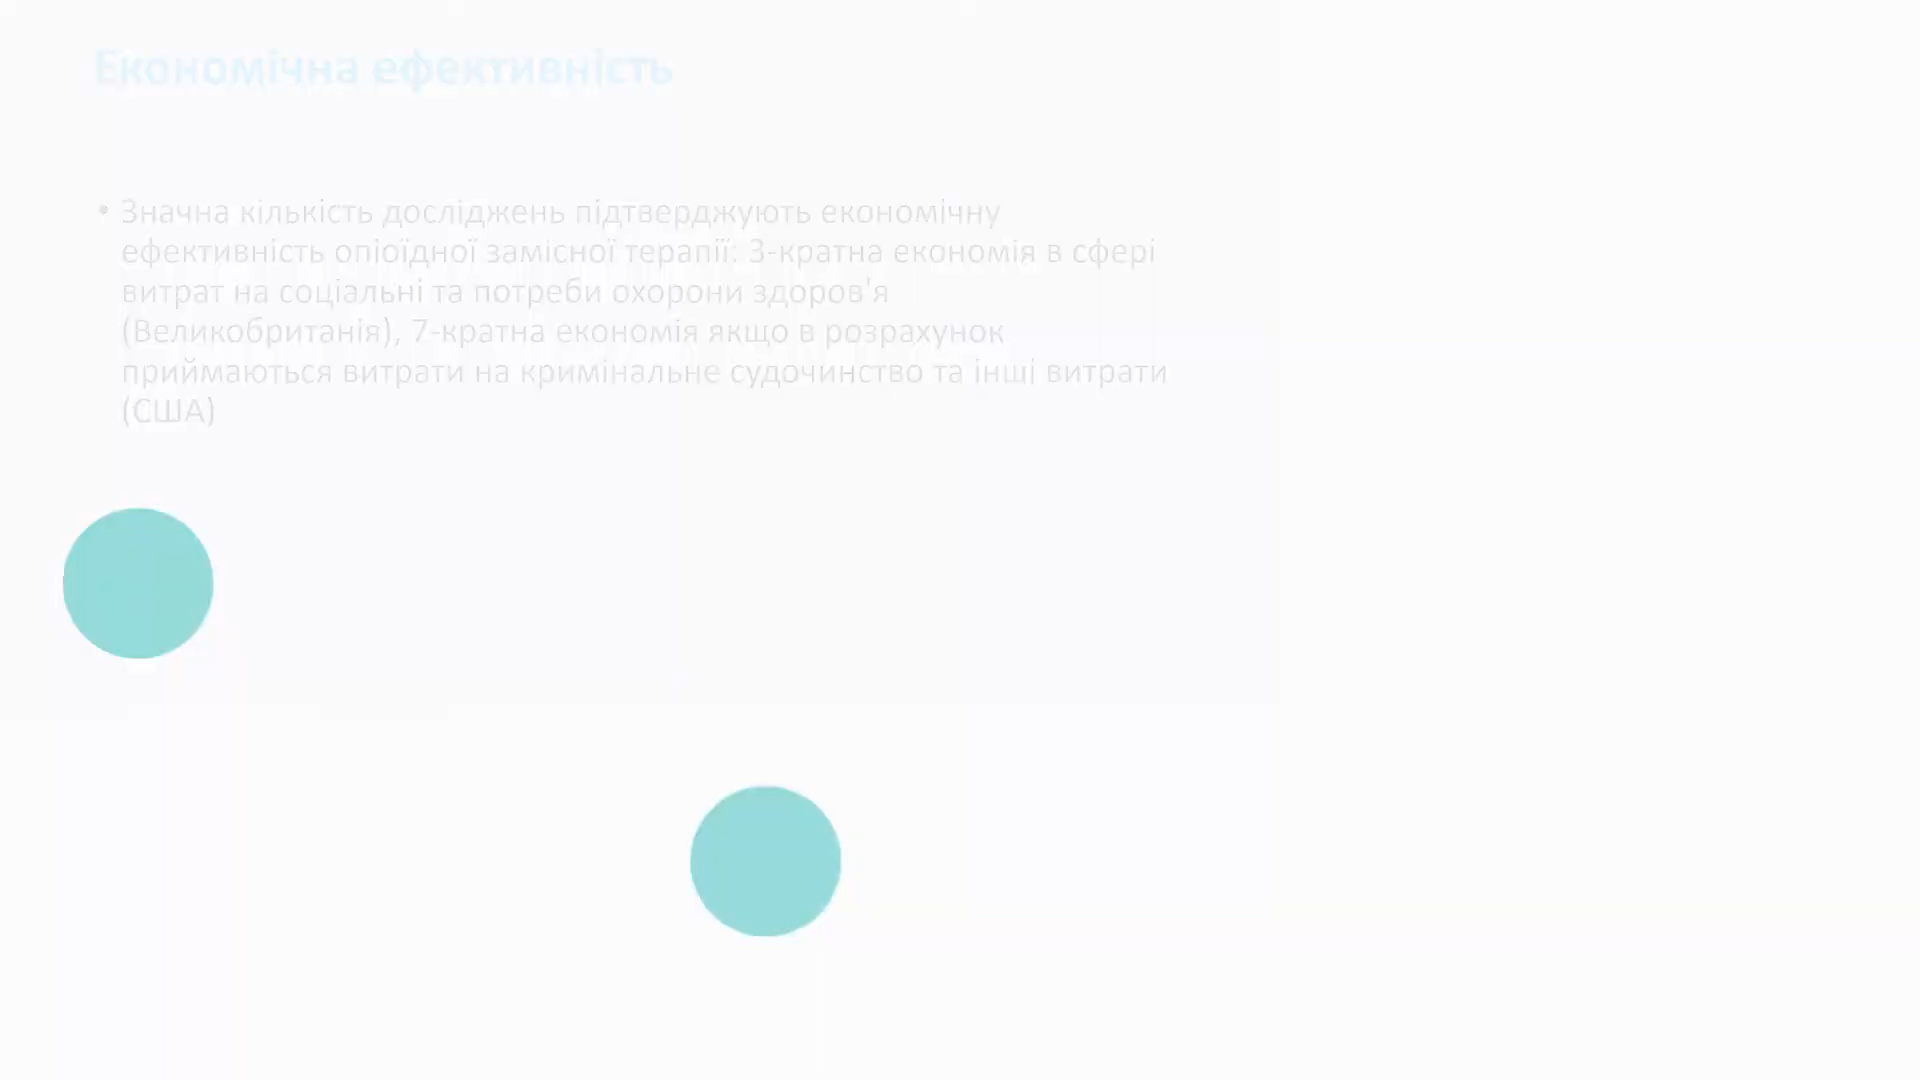 Економічна ефективність
• Значна кількість досліджень підтверджують економічну
ефективність опіоїдної замісної терапії: 3-кратна економія в сфері
витрат на соціальні та потреби охорони здоров'я
(Великобританія), 7-кратна економія якщо в розрахунок
приймаються витрати на кримінальне судочинство та інші витрати
(США)